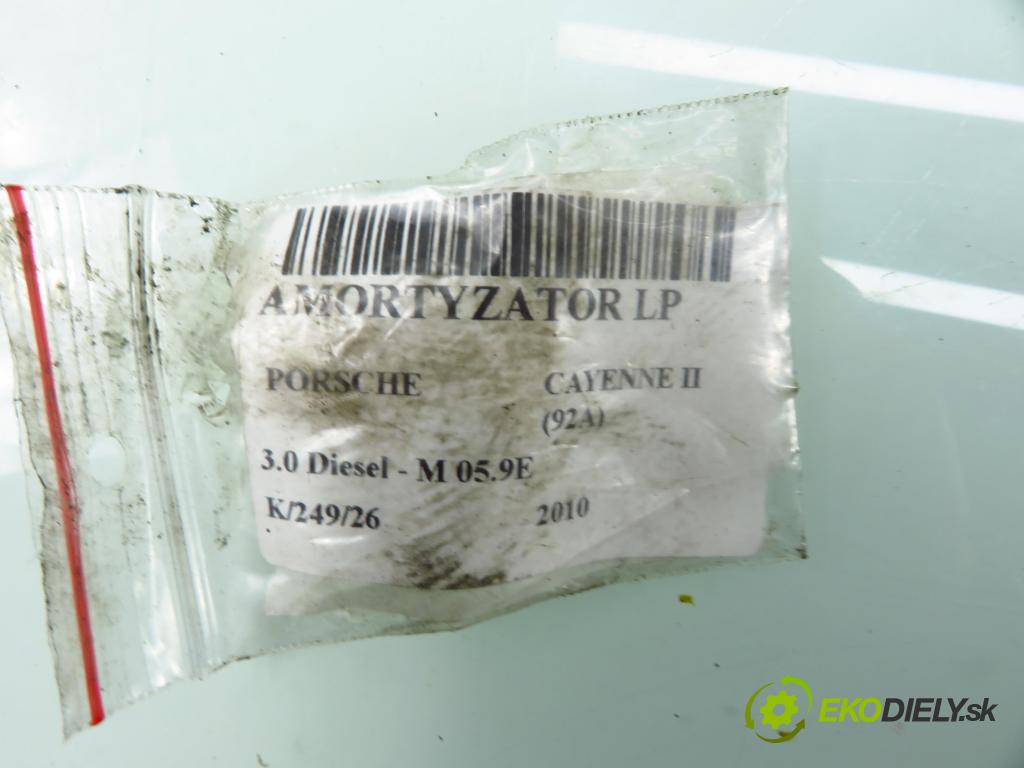 AMORTYZATOR LP
PORSCHE CAYENNE II
(92A)
3.0 Diesel - M 05.9E
K/249/26 2010
EKODIELY.sk